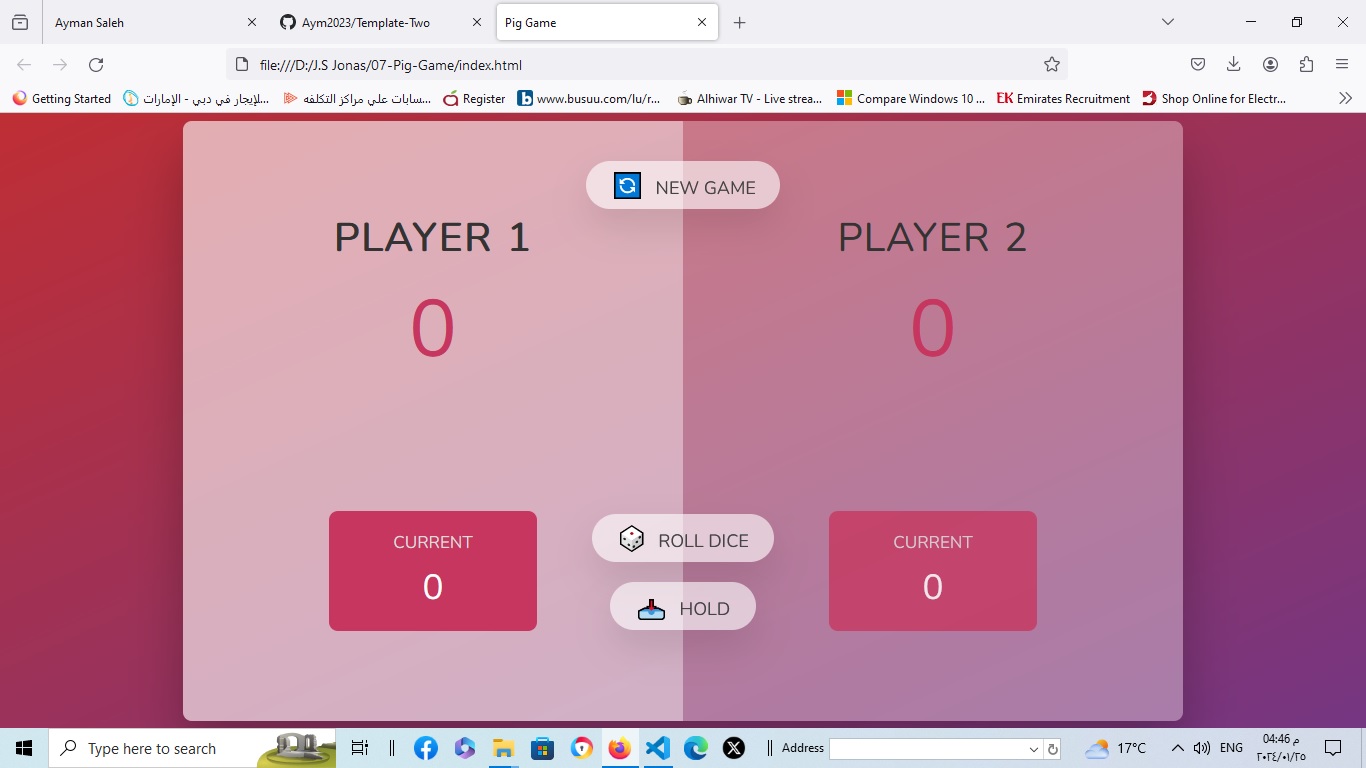 Ayman Saleh
Aym2023/Template-Two
Pig Game
file:///D:/J.S Jonas/07-Pig-Game/index.html
Getting Started
للإيجار في دبي - الإمارات...
سابات علي مراكز التكلفه...
Register
www.busuu.com/lu/r...
Alhiwar TV - Live strea...
Compare Windows 10 ...
EK Emirates Recruitment
Shop Online for Electr...
NEW GAME
PLAYER 1
PLAYER 2
0
0
CURRENT
0
ROLL DICE
HOLD
CURRENT
0
Type here to search
Address
17°C
ENG
04:46 م
٢٠٢٤/٠١/٢٥